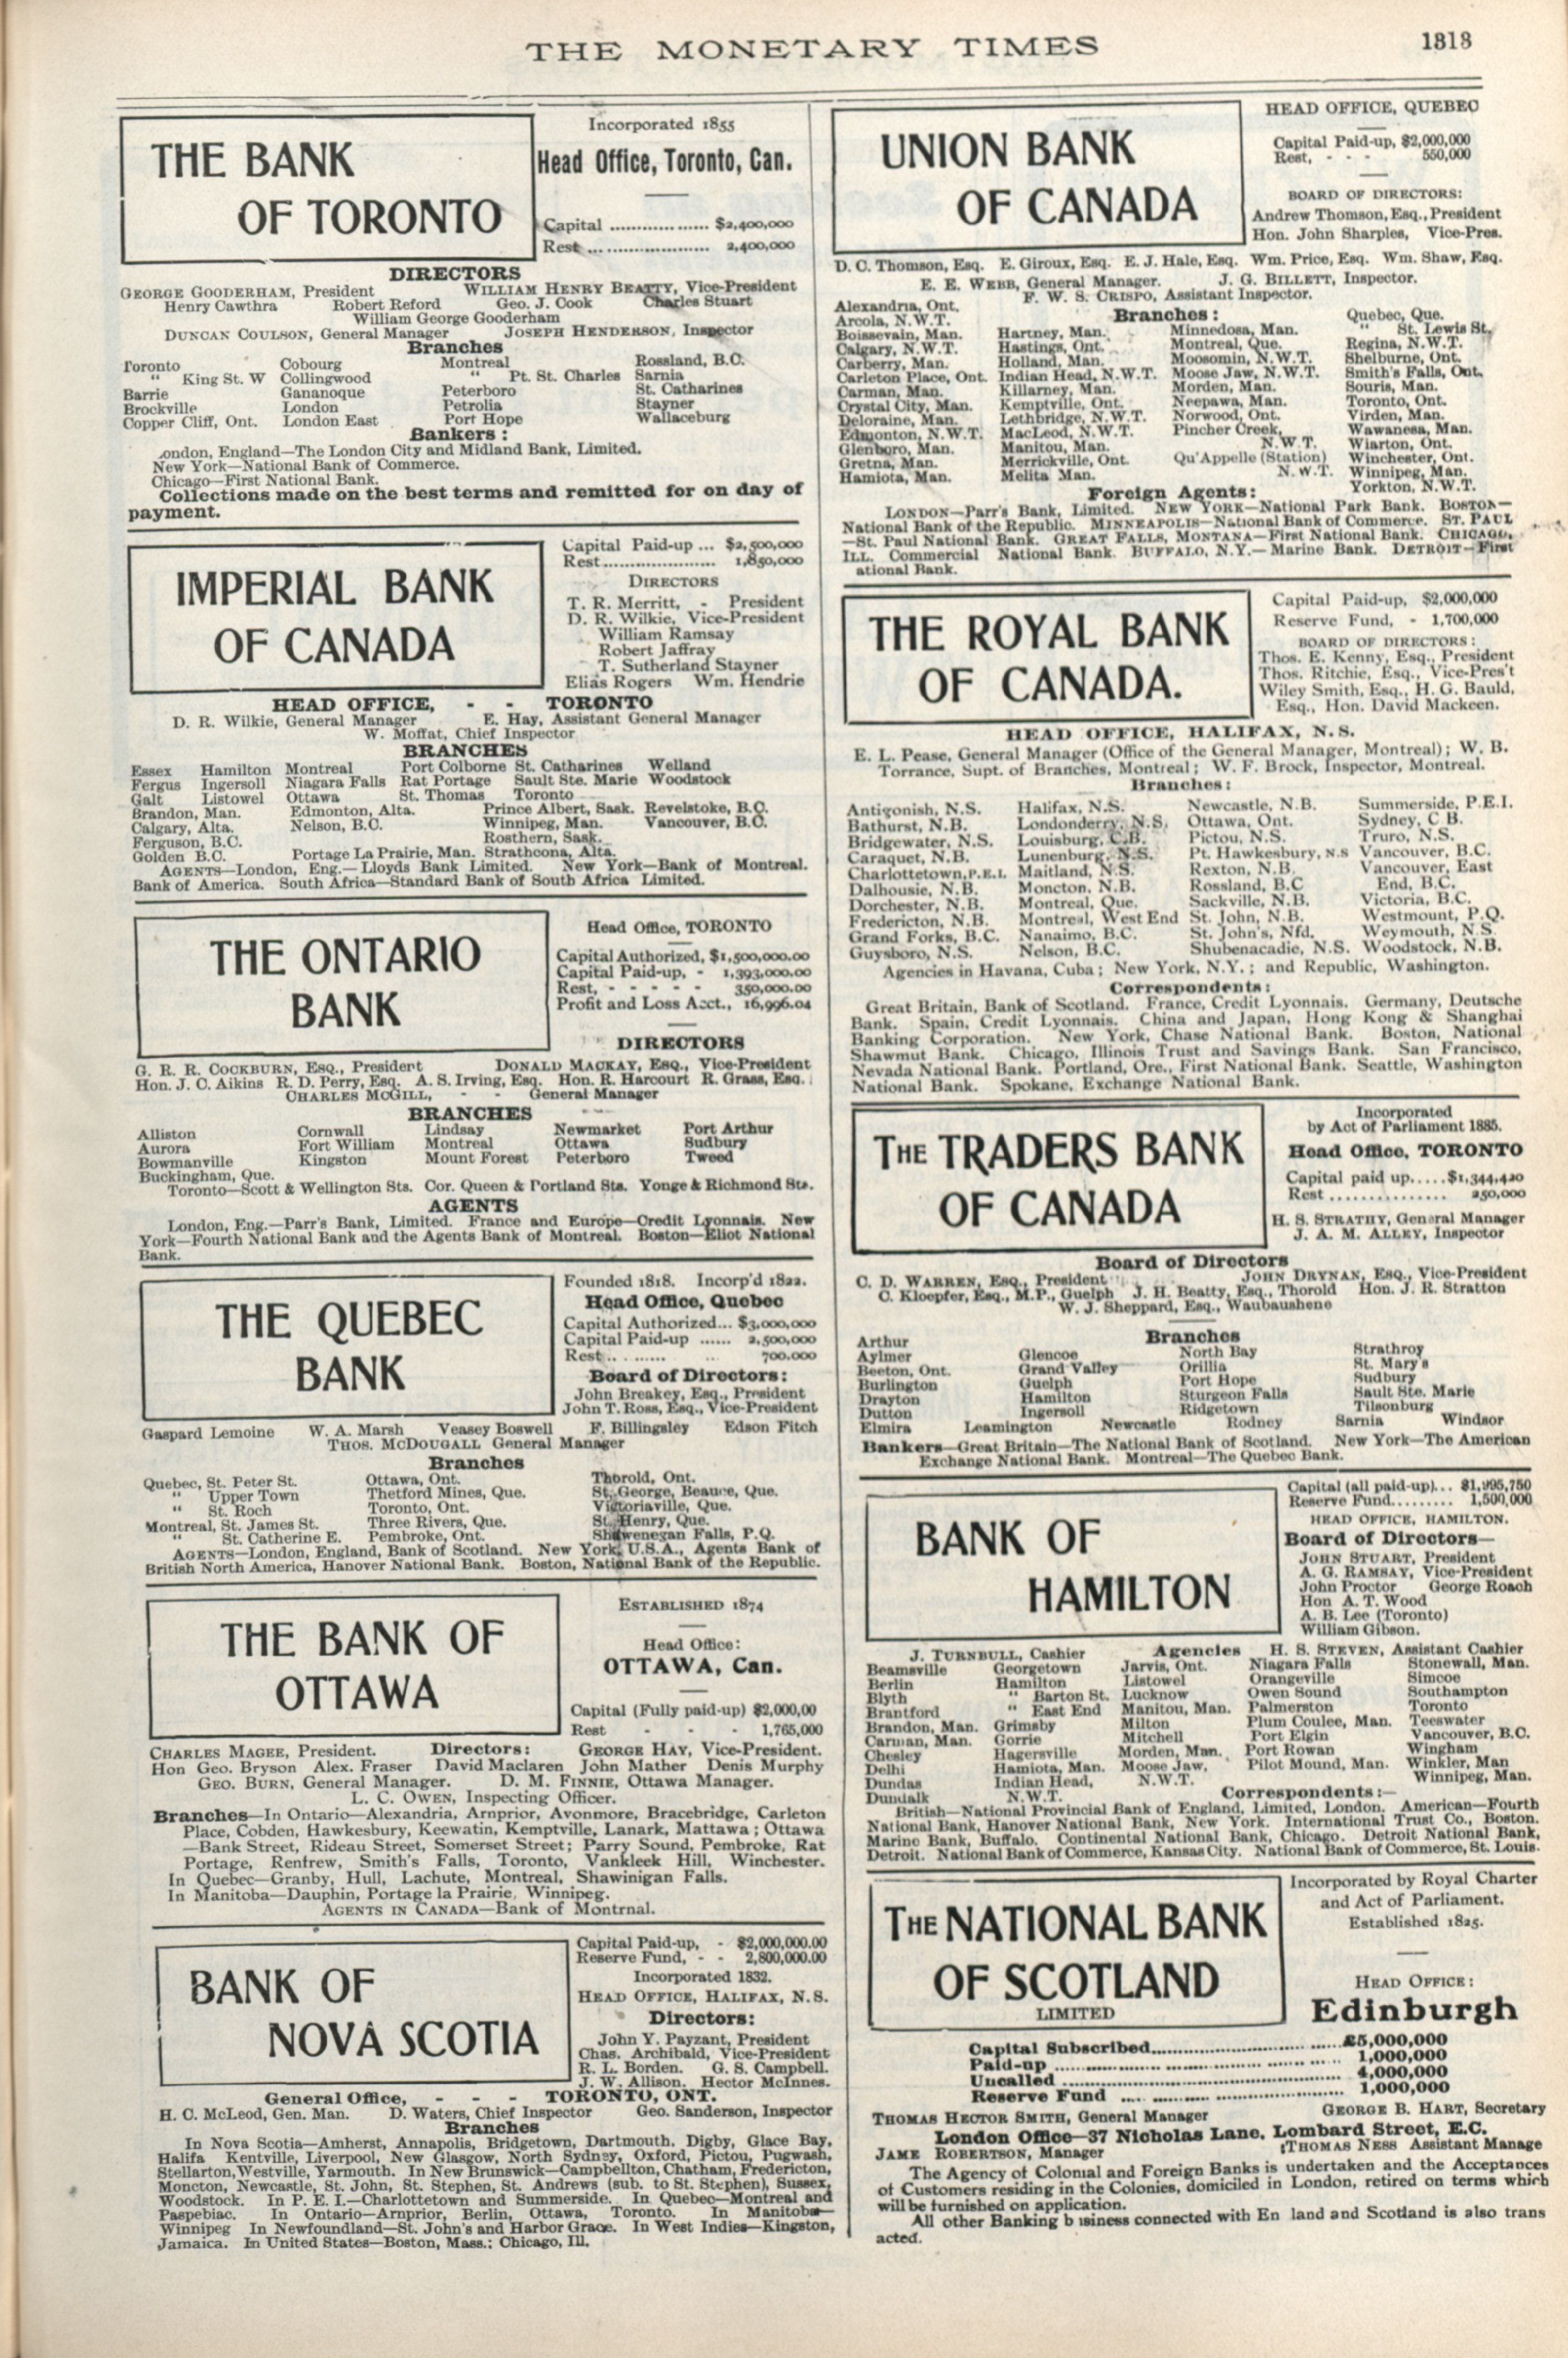 THE MONETARY TIMES
1313
THE BANK
OF TORONTO
Incorporated 1855
Head Office, Toronto, Can.
Capital .................. $2,400,000
Rest ...................... 2,400,000
DIRECTORS
GEORGE GOODERHAM, President WILLIAM HENRY BEATTY, Vice-President
Henry Cawthra Robert Reford Geo. J. Cook Charles Stuart
William George Gooderham
DUNCAN COULSON, General Manager JOSEPH HENDERSON, Inspector
Branches
Toronto Cobourg Montreal Rossland, B.C.
" King St. W Collingwood " Pt. St. Charles Sarnia
Barrie Gananoque Peterboro St. Catharines
Brockville London Petrolia Stayner
Copper Cliff, Ont. London East Port Hope Wallaceburg
Bankers :
ondon, England—The London City and Midland Bank, Limited.
New York—National Bank of Commerce.
Chicago—First National Bank.
Collections made on the best terms and remitted for on day of
payment.
IMPERIAL BANK
OF CANADA
Capital Paid-up ... $2,500,000
Rest..................... 1,850,000
DIRECTORS
T. R. Merritt, - President
D. R. Wilkie, Vice-President
William Ramsay
Robert Jaffray
T. Sutherland Stayner
Elias Rogers Wm. Hendrie
HEAD OFFICE, - - TORONTO
D. R. Wilkie, General Manager E. Hay, Assistant General Manager
W. Moffat, Chief Inspector
BRANCHES
Essex Hamilton Montreal Port Colborne St. Catharines Welland
Fergus Ingersoll Niagara Falls Rat Portage Sault Ste. Marie Woodstock
Galt Listowel Ottawa St. Thomas Toronto
Brandon, Man. Edmonton, Alta. Prince Albert, Sask. Revelstoke, B.C.
Calgary, Alta. Nelson, B.C. Winnipeg, Man. Vancouver, B.C.
Ferguson, B.C. Rosthern, Sask.
Golden B.C. Portage La Prairie, Man. Strathcona, Alta.
AGENTS—London, Eng.—Lloyds Bank Limited. New York—Bank of Montreal.
Bank of America. South Africa—Standard Bank of South Africa Limited.
THE ONTARIO
BANK
Head Office, TORONTO
Capital Authorized, $1,500,000.00
Capital Paid-up, - 1,393,000.00
Rest, - - - - - 350,000.00
Profit and Loss Acct., 16,996.04
DIRECTORS
G. R. R. COCKBURN, Esq., President DONALD MACKAY, ESQ., Vice-President
Hon. J. C. Aikins R. D. Perry, Esq. A. S. Irving, Esq. Hon. R. Harcourt R. Grass, Esq.
CHARLES MCGILL, - - General Manager
BRANCHES
Alliston Cornwall Lindsay Newmarket Port Arthur
Aurora Fort William Montreal Ottawa Sudbury
Bowmanville Kingston Mount Forest Peterboro Tweed
Buckingham, Que.
Toronto—Scott & Wellington Sts. Cor. Queen & Portland Sts. Yonge & Richmond Sts.
AGENTS
London, Eng.—Parr's Bank, Limited. France and Europe—Credit Lyonnais. New
York—Fourth National Bank and the Agents Bank of Montreal. Boston—Eliot National
Bank.
THE QUEBEC
BANK
Founded 1818. Incorp'd 1822.
Head Office, Quebec
Capital Authorized... $3,000,000
Capital Paid-up ...... 2,500,000
Rest.. . ...... ... 700.000
Board of Directors:
John Breakey, Esq., President
John T. Ross, Esq., Vice-President
Gaspard Lemoine W. A. Marsh Veasey Boswell F. Billingsley Edson Fitch
THOS. MCDOUGALL General Manager
Branches
Quebec, St. Peter St. Ottawa, Ont. Thorold, Ont.
" Upper Town Thetford Mines, Que. St. George, Beauce, Que.
" St. Roch Toronto, Ont. Victoriaville, Que.
Montreal, St. James St. Three Rivers, Que. St. Henry, Que.
" St. Catherine E. Pembroke, Ont. Shawenegan Falls, P.Q.
AGENTS—London, England, Bank of Scotland. New York, U.S.A., Agents Bank of
British North America, Hanover National Bank. Boston, National Bank of the Republic.
THE BANK OF
OTTAWA
ESTABLISHED 1874
Head Office:
OTTAWA, Can.
Capital (Fully paid-up) $2,000,00
Rest - - - 1,765,000
CHARLES MAGEE, President. Directors: GEORGE HAY, Vice-President.
Hon Geo. Bryson Alex. Fraser David Maclaren John Mather Denis Murphy
GEO. BURN, General Manager. D. M. FINNIE, Ottawa Manager.
L. C. OWEN, Inspecting Officer.
Branches—In Ontario—Alexandria, Arnprior, Avonmore, Bracebridge, Carleton
Place, Cobden, Hawkesbury, Keewatin, Kemptville, Lanark, Mattawa; Ottawa
—Bank Street, Rideau Street, Somerset Street; Parry Sound, Pembroke, Rat
Portage, Renfrew, Smith's Falls, Toronto, Vankleek Hill, Winchester.
In Quebec—Granby, Hull, Lachute, Montreal, Shawinigan Falls.
In Manitoba—Dauphin, Portage la Prairie, Winnipeg.
AGENTS IN CANADA—Bank of Montrnal.
BANK OF
NOVA SCOTIA
Capital Paid-up, - $2,000,000.00
Reserve Fund, - - 2,800,000.00
Incorporated 1832.
HEAD OFFICE, HALIFAX, N.S.
Directors:
John Y. Payzant, President
Chas. Archibald, Vice-President
R. L. Borden. G. S. Campbell.
J. W. Allison. Hector McInnes.
General Office, - - - TORONTO, ONT.
H. C. McLeod, Gen. Man. D. Waters, Chief Inspector Geo. Sanderson, Inspector
Branches
In Nova Scotia—Amherst, Annapolis, Bridgetown, Dartmouth, Digby, Glace Bay,
Halifa Kentville, Liverpool, New Glasgow, North Sydney, Oxford, Pictou, Pugwash,
Stellarton, Westville, Yarmouth. In New Brunswick—Campbellton, Chatham, Fredericton,
Moncton, Newcastle, St. John, St. Stephen, St. Andrews (sub. to St. Stephen), Sussex,
Woodstock. In P. E. I.—Charlottetown and Summerside. In Quebec—Montreal and
Paspebiac. In Ontario—Arnprior, Berlin, Ottawa, Toronto. In Manitoba—
Winnipeg In Newfoundland—St. John's and Harbor Grace. In West Indies—Kingston,
Jamaica. In United States—Boston, Mass.; Chicago, Ill.
UNION BANK
OF CANADA
HEAD OFFICE, QUEBEC
Capital Paid-up, $2,000,000
Rest, - - - 550,000
BOARD OF DIRECTORS:
Andrew Thomson, Esq., President
Hon. John Sharples, Vice-Pres.
D. C. Thomson, Esq. E. Giroux, Esq. E. J. Hale, Esq. Wm. Price, Esq. Wm. Shaw, Esq.
E. E. WEBB, General Manager. J. G. BILLETT, Inspector.
F. W. S. CRISPO, Assistant Inspector.
Branches :
Alexandria, Ont. Quebec, Que.
Arcola, N.W.T. Hartney, Man. Minnedosa, Man. " St. Lewis St.
Boissevain, Man. Hastings, Ont. Montreal, Que. Regina, N.W.T.
Calgary, N.W.T. Holland, Man. Moosomin, N.W.T. Shelburne, Ont.
Carberry, Man. Indian Head, N.W.T. Moose Jaw, N.W.T. Smith's Falls, Ont.
Carleton Place, Ont. Killarney, Man. Morden, Man. Souris, Man.
Carman, Man. Kemptville, Ont. Neepawa, Man. Toronto, Ont.
Crystal City, Man. Lethbridge, N.W.T. Norwood, Ont. Virden, Man.
Deloraine, Man. MacLeod, N.W.T. Pincher Creek, Wawanesa, Man.
Edmonton, N.W.T. Manitou, Man. N.W.T. Wiarton, Ont.
Glenboro, Man. Merrickville, Ont. Qu'Appelle (Station) Winchester, Ont.
Gretna, Man. Melita Man. N.W.T. Winnipeg, Man.
Hamiota, Man. Yorkton, N.W.T.
Foreign Agents:
LONDON—Parr's Bank, Limited. NEW YORK—National Park Bank. BOSTON—
National Bank of the Republic. MINNEAPOLIS—National Bank of Commerce. ST. PAUL
—St. Paul National Bank. GREAT FALLS, MONTANA—First National Bank. CHICAGO,
ILL. Commercial National Bank. BUFFALO, N.Y.—Marine Bank. DETROIT—First
ational Bank.
THE ROYAL BANK
OF CANADA.
Capital Paid-up, $2,000,000
Reserve Fund, - 1,700,000
BOARD OF DIRECTORS:
Thos. E. Kenny, Esq., President
Thos. Ritchie, Esq., Vice-Pres't
Wiley Smith, Esq., H. G. Bauld,
Esq., Hon. David Mackeen.
HEAD OFFICE, HALIFAX, N.S.
E. L. Pease, General Manager (Office of the General Manager, Montreal); W. B.
Torrance, Supt. of Branches, Montreal; W. F. Brock, Inspector, Montreal.
Branches:
Antigonish, N.S. Halifax, N.S. Newcastle, N.B. Summerside, P.E.I.
Bathurst, N.B. Londonderry, N.S. Ottawa, Ont. Sydney, C B.
Bridgewater, N.S. Louisburg, C.B. Pictou, N.S. Truro, N.S.
Caraquet, N.B. Lunenburg, N.S. Pt. Hawkesbury, N.S Vancouver, B.C.
Charlottetown, P.E.I. Maitland, N.S. Rexton, N.B. Vancouver, East
Dalhousie, N.B. Moncton, N.B. Rossland, B.C End, B.C.
Dorchester, N.B. Montreal, Que. Sackville, N.B. Victoria, B.C.
Fredericton, N.B. Montreal, West End St. John, N.B. Westmount, P.Q.
Grand Forks, B.C. Nanaimo, B.C. St. John's, Nfd. Weymouth, N.S
Guysboro, N.S. Nelson, B.C. Shubenacadie, N.S. Woodstock, N.B.
Agencies in Havana, Cuba; New York, N.Y.; and Republic, Washington.
Correspondents:
Great Britain, Bank of Scotland. France, Credit Lyonnais. Germany, Deutsche
Bank. Spain, Credit Lyonnais. China and Japan, Hong Kong & Shanghai
Banking Corporation. New York, Chase National Bank. Boston, National
Shawmut Bank. Chicago, Illinois Trust and Savings Bank. San Francisco,
Nevada National Bank. Portland, Ore., First National Bank. Seattle, Washington
National Bank. Spokane, Exchange National Bank.
THE TRADERS BANK
OF CANADA
Incorporated
by Act of Parliament 1885.
Head Office, TORONTO
Capital paid up.....$1,344,420
Rest............... 250,000
H. S. STRATHY, General Manager
J. A. M. ALLEY, Inspector
Board of Directors
C. D. WARREN, ESQ., President JOHN DRYNAN, ESQ., Vice-President
C. Kloepfer, Esq., M.P., Guelph J. H. Beatty, Esq., Thorold Hon. J. R. Stratton
W. J. Sheppard, Esq., Waubaushene
Branches
Arthur Glencoe North Bay Strathroy
Aylmer Grand Valley Orillia St. Mary's
Beeton, Ont. Guelph Port Hope Sudbury
Burlington Hamilton Sturgeon Falls Sault Ste. Marie
Drayton Ingersoll Ridgetown Tilsonburg
Dutton
Elmira Leamington Newcastle Rodney Sarnia Windsor
Bankers—Great Britain—The National Bank of Scotland. New York—The American
Exchange National Bank. Montreal—The Quebec Bank.
BANK OF
HAMILTON
Capital (all paid-up)... $1,995,750
Reserve Fund......... 1,500,000
HEAD OFFICE, HAMILTON.
Board of Directors—
JOHN STUART, President
A. G. RAMSAY, Vice-President
John Proctor George Roach
Hon A. T. Wood
A. B. Lee (Toronto)
William Gibson.
J. TURNBULL, Cashier Agencies H. S. STEVEN, Assistant Cashier
Beamsville Georgetown Jarvis, Ont. Niagara Falls Stonewall, Man.
Berlin Hamilton Listowel Orangeville Simcoe
Blyth " Barton St. Lucknow Owen Sound Southampton
Brantford " East End Manitou, Man. Palmerston Toronto
Brandon, Man. Grimsby Milton Plum Coulee, Man. Teeswater
Carman, Man. Gorrie Mitchell Port Elgin Vancouver, B.C.
Chesley Hagersville Morden, Man. Port Rowan Wingham
Delhi Hamiota, Man. Moose Jaw, Pilot Mound, Man. Winkler, Man
Dundas Indian Head, N.W.T. Winnipeg, Man.
Dundalk N.W.T. Correspondents:—
British—National Provincial Bank of England, Limited, London. American—Fourth
National Bank, Hanover National Bank, New York. International Trust Co., Boston.
Marine Bank, Buffalo. Continental National Bank, Chicago. Detroit National Bank,
Detroit. National Bank of Commerce, Kansas City. National Bank of Commerce, St. Louis.
THE NATIONAL BANK
OF SCOTLAND
LIMITED
Incorporated by Royal Charter
and Act of Parliament.
Established 1825.
HEAD OFFICE:
Edinburgh
Capital Subscribed..................................£5,000,000
Paid-up .................................................. 1,000,000
Uncalled ................................................ 4,000,000
Reserve Fund ........................................ 1,000,000
THOMAS HECTOR SMITH, General Manager GEORGE B. HART, Secretary
London Office—37 Nicholas Lane, Lombard Street, E.C.
JAME ROBERTSON, Manager THOMAS NESS Assistant Manage
The Agency of Colonial and Foreign Banks is undertaken and the Acceptances
of Customers residing in the Colonies, domiciled in London, retired on terms which
will be furnished on application.
All other Banking b isiness connected with En land and Scotland is also trans
acted.